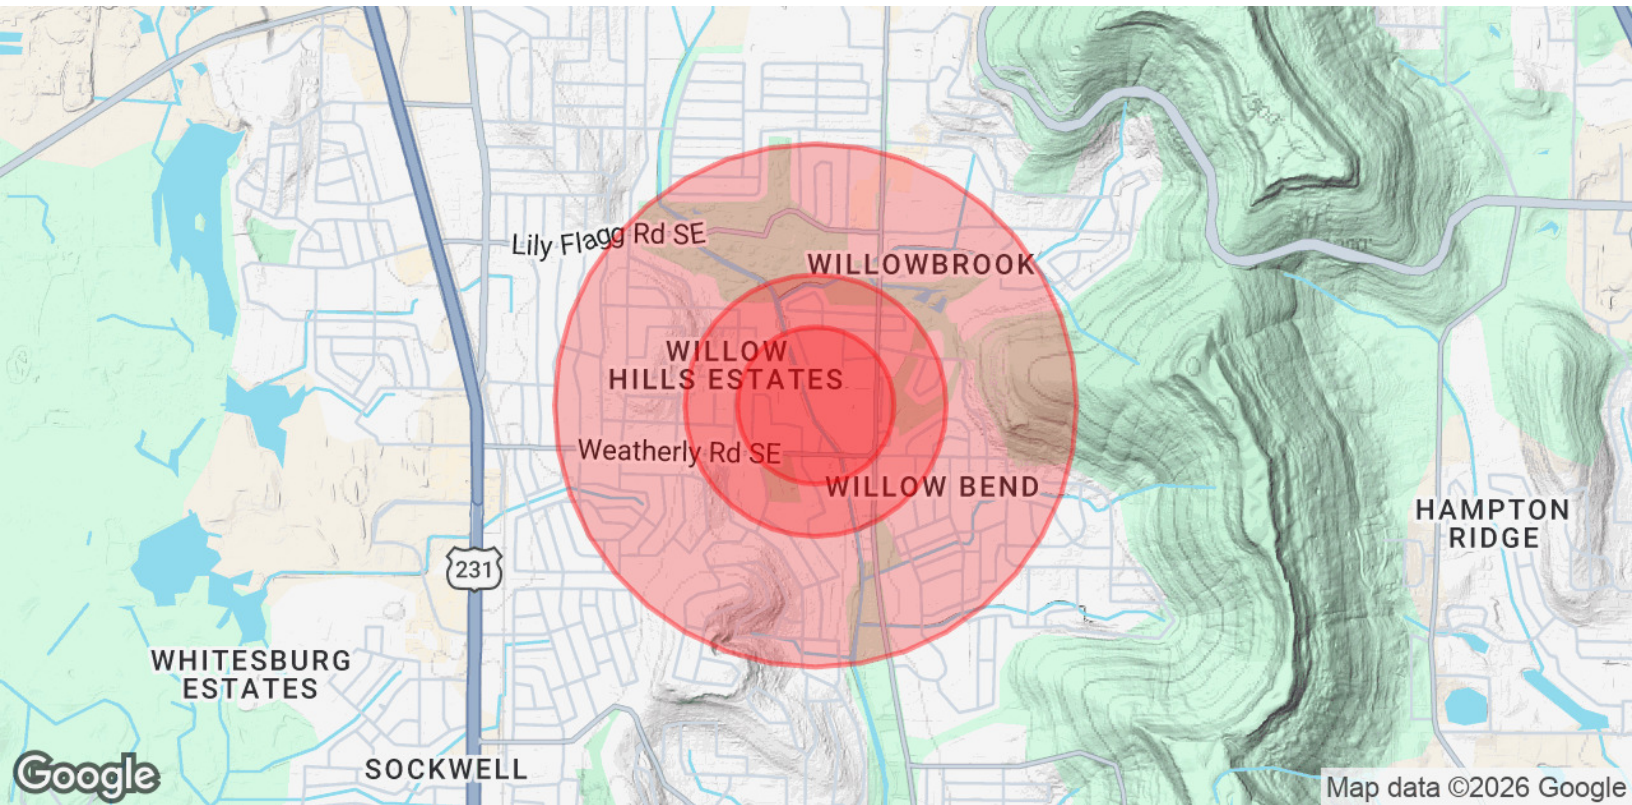 Lily Flagg Rd SE
WILLOWBROOK
WILLOW
HILLS ESTATES
Weatherly Rd SE
WILLOW BEND
HAMPTON
RIDGE
231
WHITESBURG
ESTATES
SOCKWELL
Google
Map data ©2026 Google